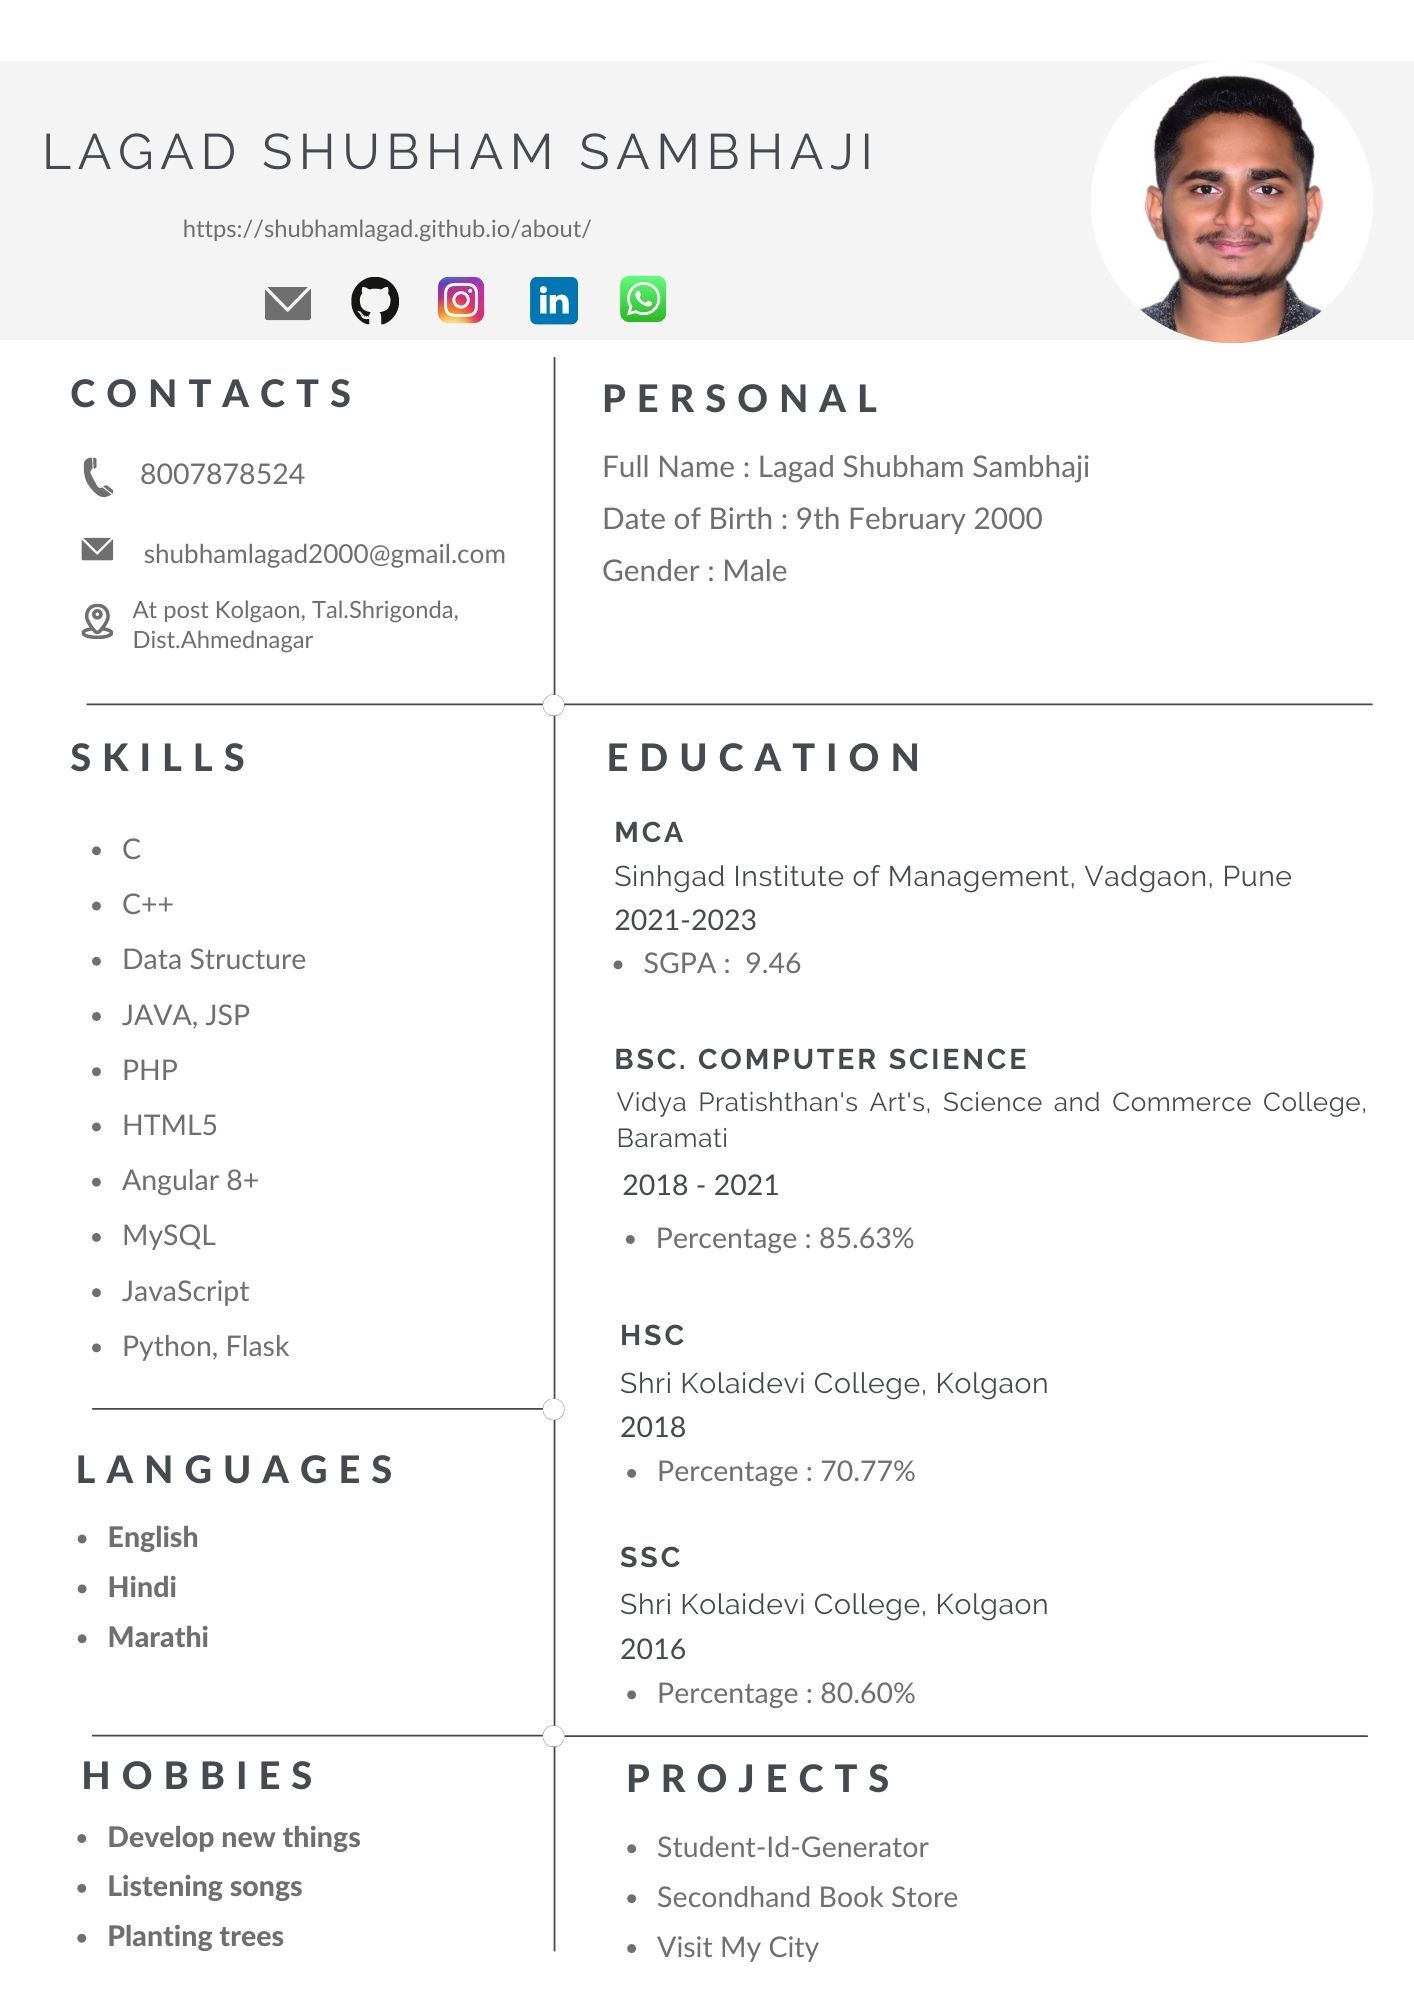 LAGAD SHUBHAM SAMBHAJI
https://shubhamlagad.github.io/about/
in
CONTACTS
8007878524
shubhamlagad2000@gmail.com
At post Kolgaon, Tal.Shrigonda,
Dist.Ahmednagar
PERSONAL
Full Name : Lagad Shubham Sambhaji
Date of Birth : 9th February 2000
Gender : Male
SKILLS
• C
• C++
• Data Structure
• JAVA, JSP
• PHP
• HTML5
• Angular 8+
• MySQL
• JavaScript
• Python, Flask
EDUCATION
MCA
Sinhgad Institute of Management, Vadgaon, Pune
2021-2023
• SGPA : 9.46
BSC. COMPUTER SCIENCE
Vidya Pratishthan's Art's, Science and Commerce College,
Baramati
2018 - 2021
• Percentage : 85.63%
HSC
Shri Kolaidevi College, Kolgaon
2018
• Percentage : 70.77%
SSC
Shri Kolaidevi College, Kolgaon
2016
• Percentage : 80.60%
LANGUAGES
• English
• Hindi
• Marathi
HOBBIES
• Develop new things
• Listening songs
• Planting trees
PROJECTS
• Student-Id-Generator
• Secondhand Book Store
• Visit My City